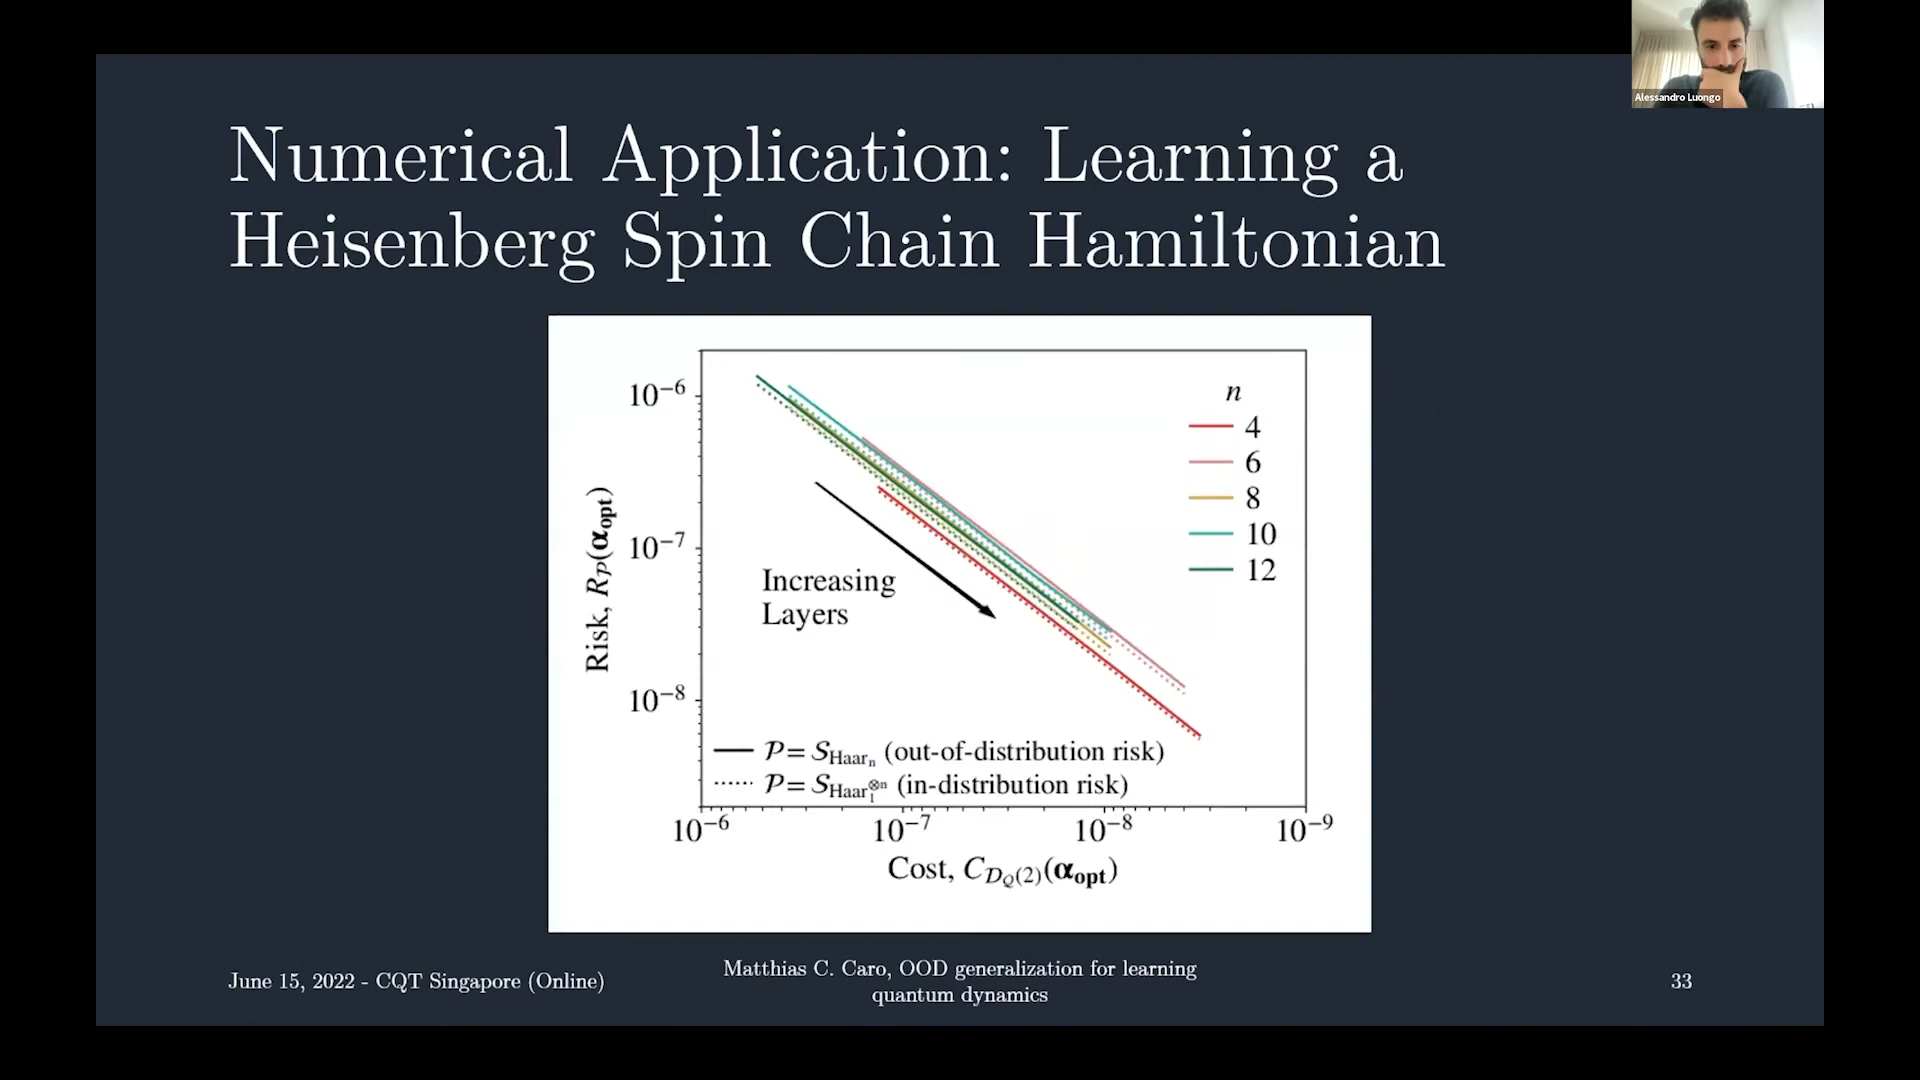 Alessandro Luongo
Numerical Application: Learning a
Heisenberg Spin Chain Hamiltonian
Risk, R_P(α_opt)
10⁻⁶
10⁻⁷
10⁻⁸
n
4
6
8
10
12
Increasing
Layers
P = S_Haar_n (out-of-distribution risk)
P = S_Haar_1^⊗n (in-distribution risk)
10⁻⁶ 10⁻⁷ 10⁻⁸ 10⁻⁹
Cost, C_D_Q(2)(α_opt)
June 15, 2022 - CQT Singapore (Online)
Matthias C. Caro, OOD generalization for learning
quantum dynamics
33